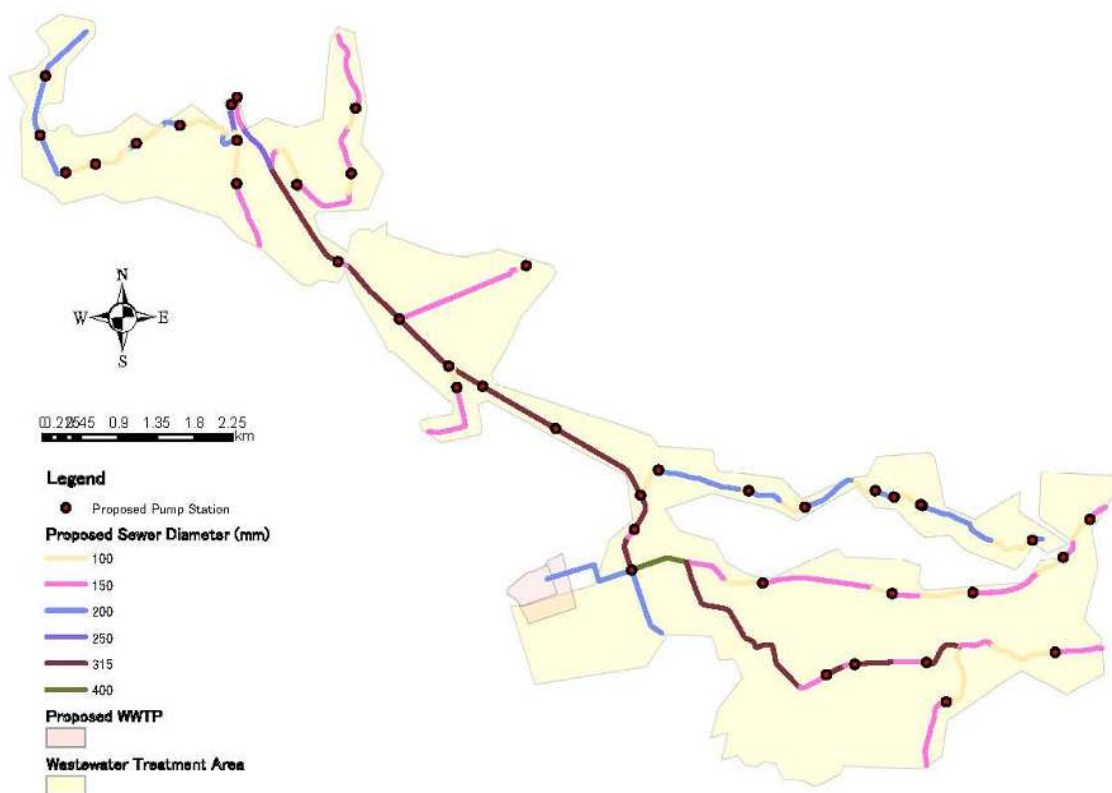 N
W E
S
0.9 1.35 1.8 2.25
km
Legend
Proposed Pump Station
Proposed Sewer Diameter (mm)
100
150
200
250
315
400
Proposed WWTP
Wastewater Treatment Area